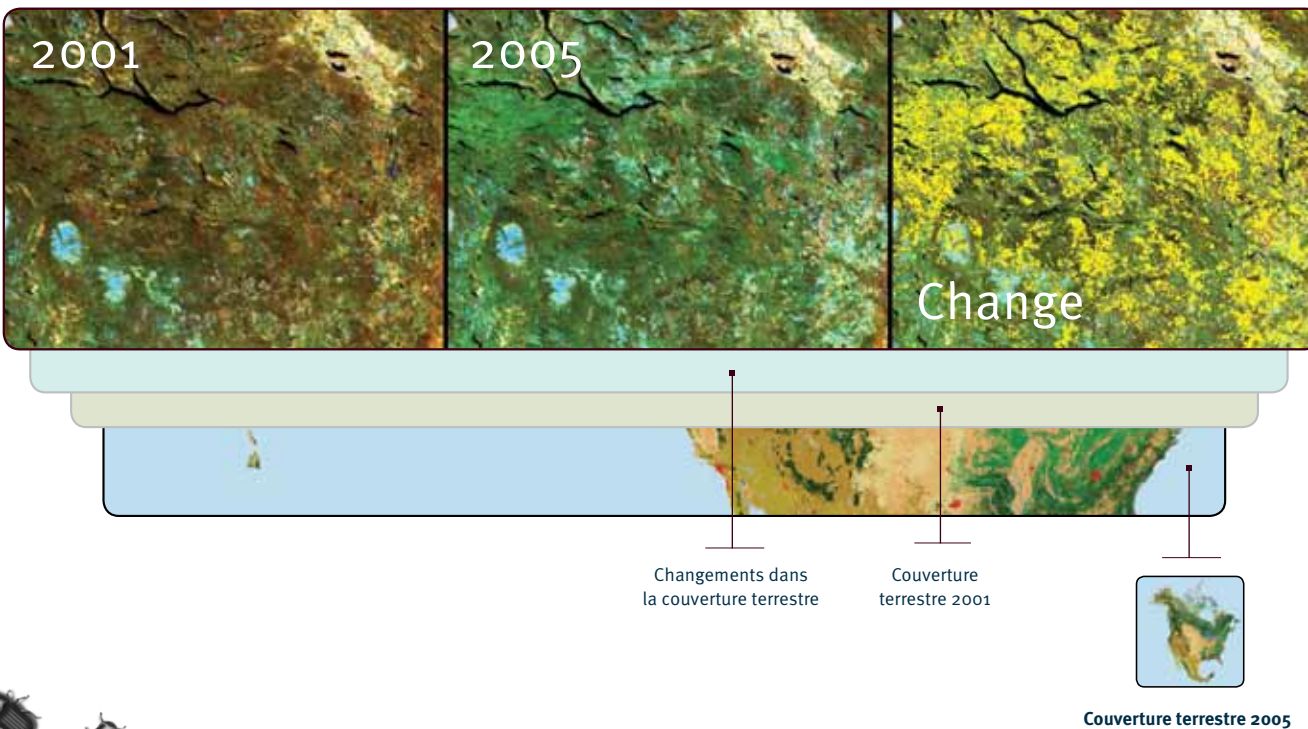 2001
2005
Change
Changements dans
la couverture terrestre
Couverture
terrestre 2001
Couverture terrestre 2005